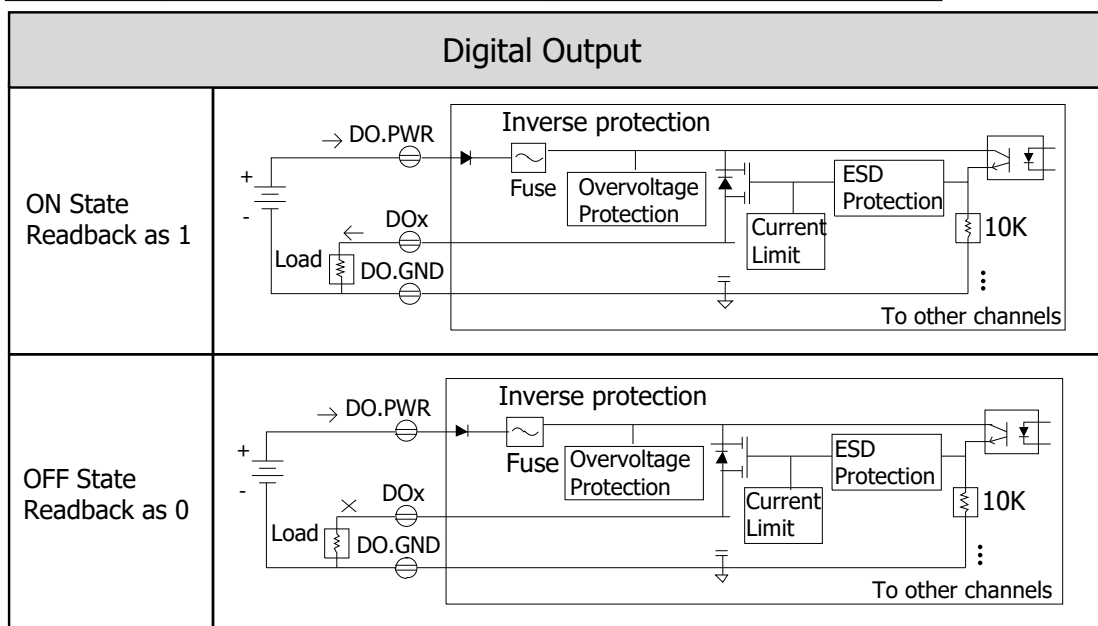 Digital Output
ON State
Readback as 1
→ DO.PWR
Inverse protection
+
-
Fuse
Overvoltage
Protection
ESD
Protection
← DOx
Current
Limit
10K
Load
DO.GND
To other channels
OFF State
Readback as 0
→ DO.PWR
Inverse protection
+
-
Fuse
Overvoltage
Protection
ESD
Protection
× DOx
Current
Limit
10K
Load
DO.GND
To other channels